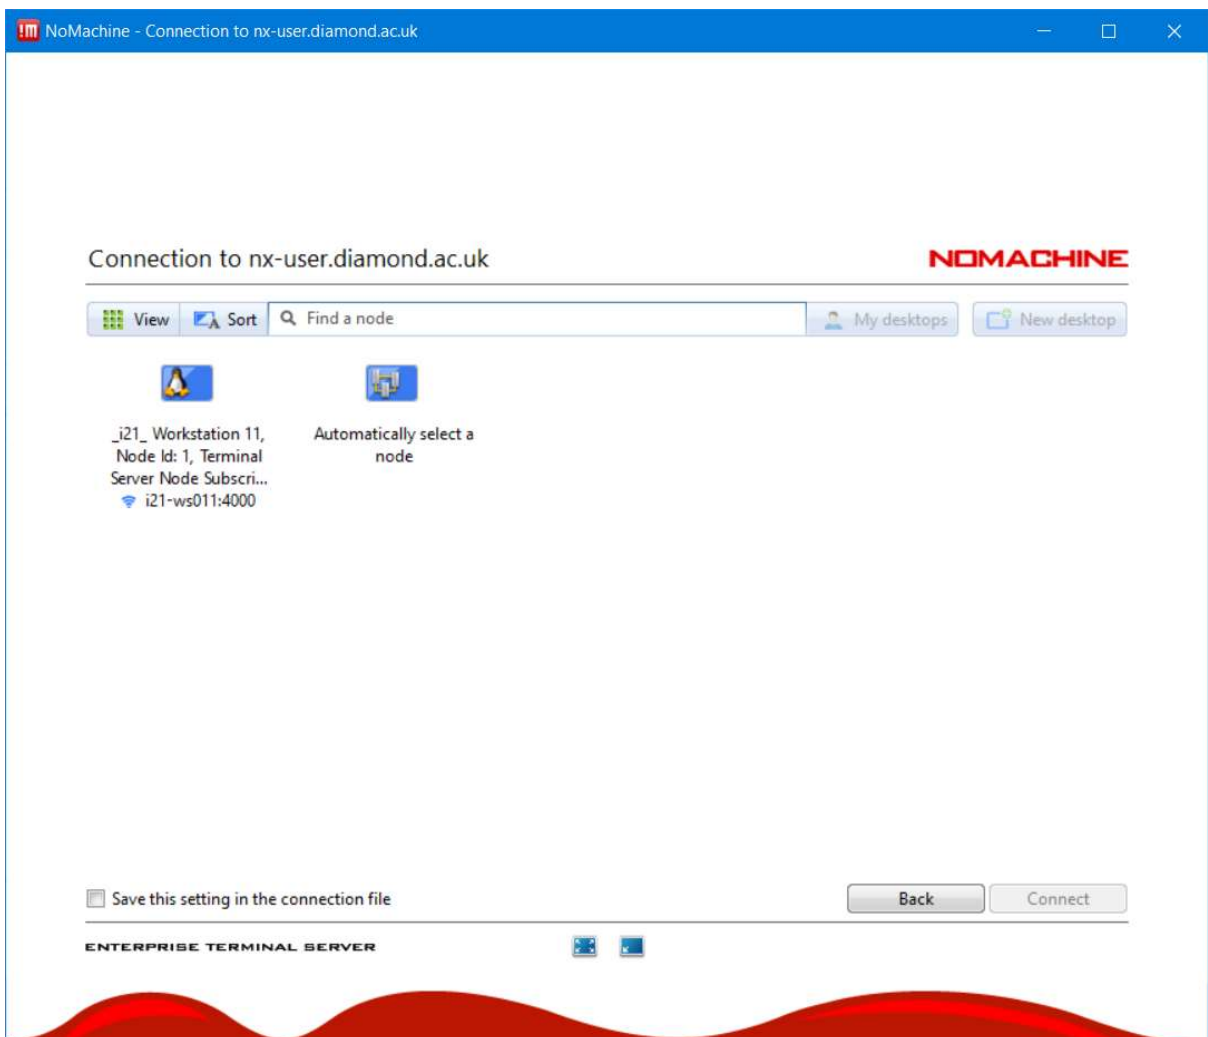 NoMachine - Connection to nx-user.diamond.ac.uk
Connection to nx-user.diamond.ac.uk
NOMACHINE
View Sort Find a node My desktops New desktop
_i21_ Workstation 11,
Node Id: 1, Terminal
Server Node Subscri...
i21-ws011:4000
Automatically select a
node
Save this setting in the connection file
Back Connect
ENTERPRISE TERMINAL SERVER